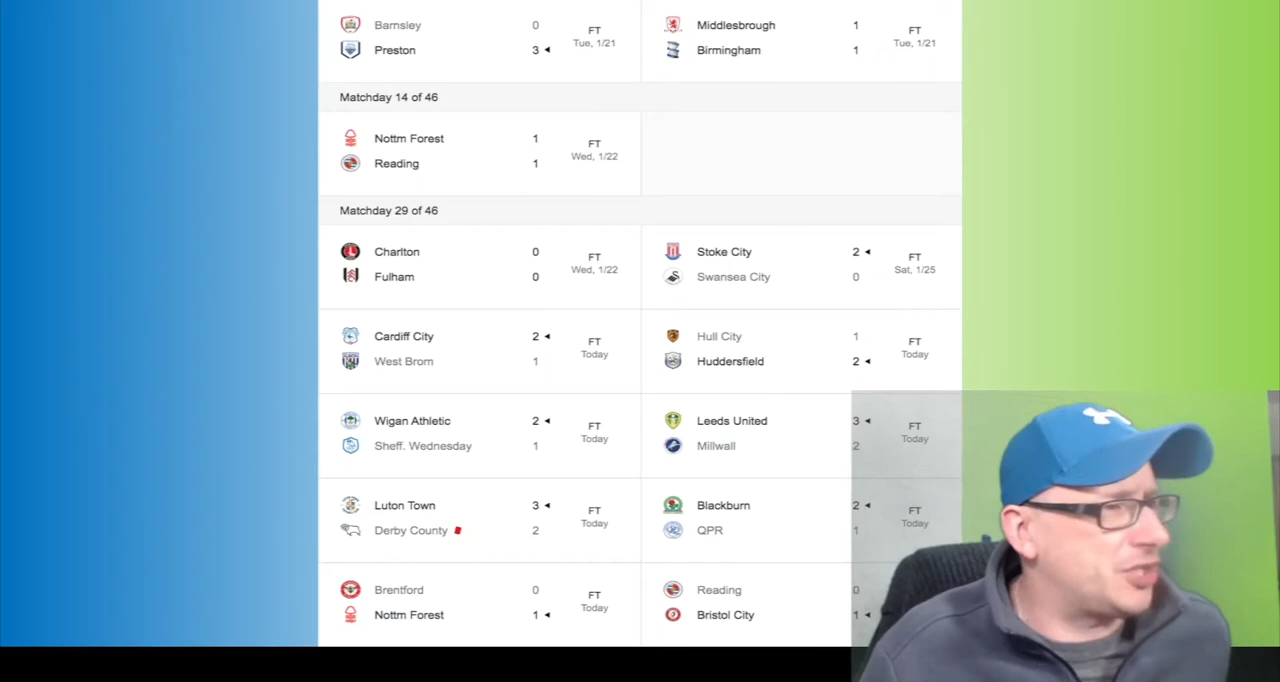 Barnsley 0
Preston 3
FT
Tue, 1/21
Middlesbrough 1
Birmingham 1
FT
Tue, 1/21
Matchday 14 of 46
Nottm Forest 1
Reading 1
FT
Wed, 1/22
Matchday 29 of 46
Charlton 0
Fulham 0
FT
Wed, 1/22
Stoke City 2
Swansea City 0
FT
Sat, 1/25
Cardiff City 2
West Brom 1
FT
Today
Hull City 1
Huddersfield 2
FT
Today
Wigan Athletic 2
Sheff. Wednesday 1
FT
Today
Leeds United 3
Millwall 2
FT
Today
Luton Town 3
Derby County 2
FT
Today
Blackburn 2
QPR 1
FT
Today
Brentford 0
Nottm Forest 1
FT
Today
Reading 0
Bristol City 1